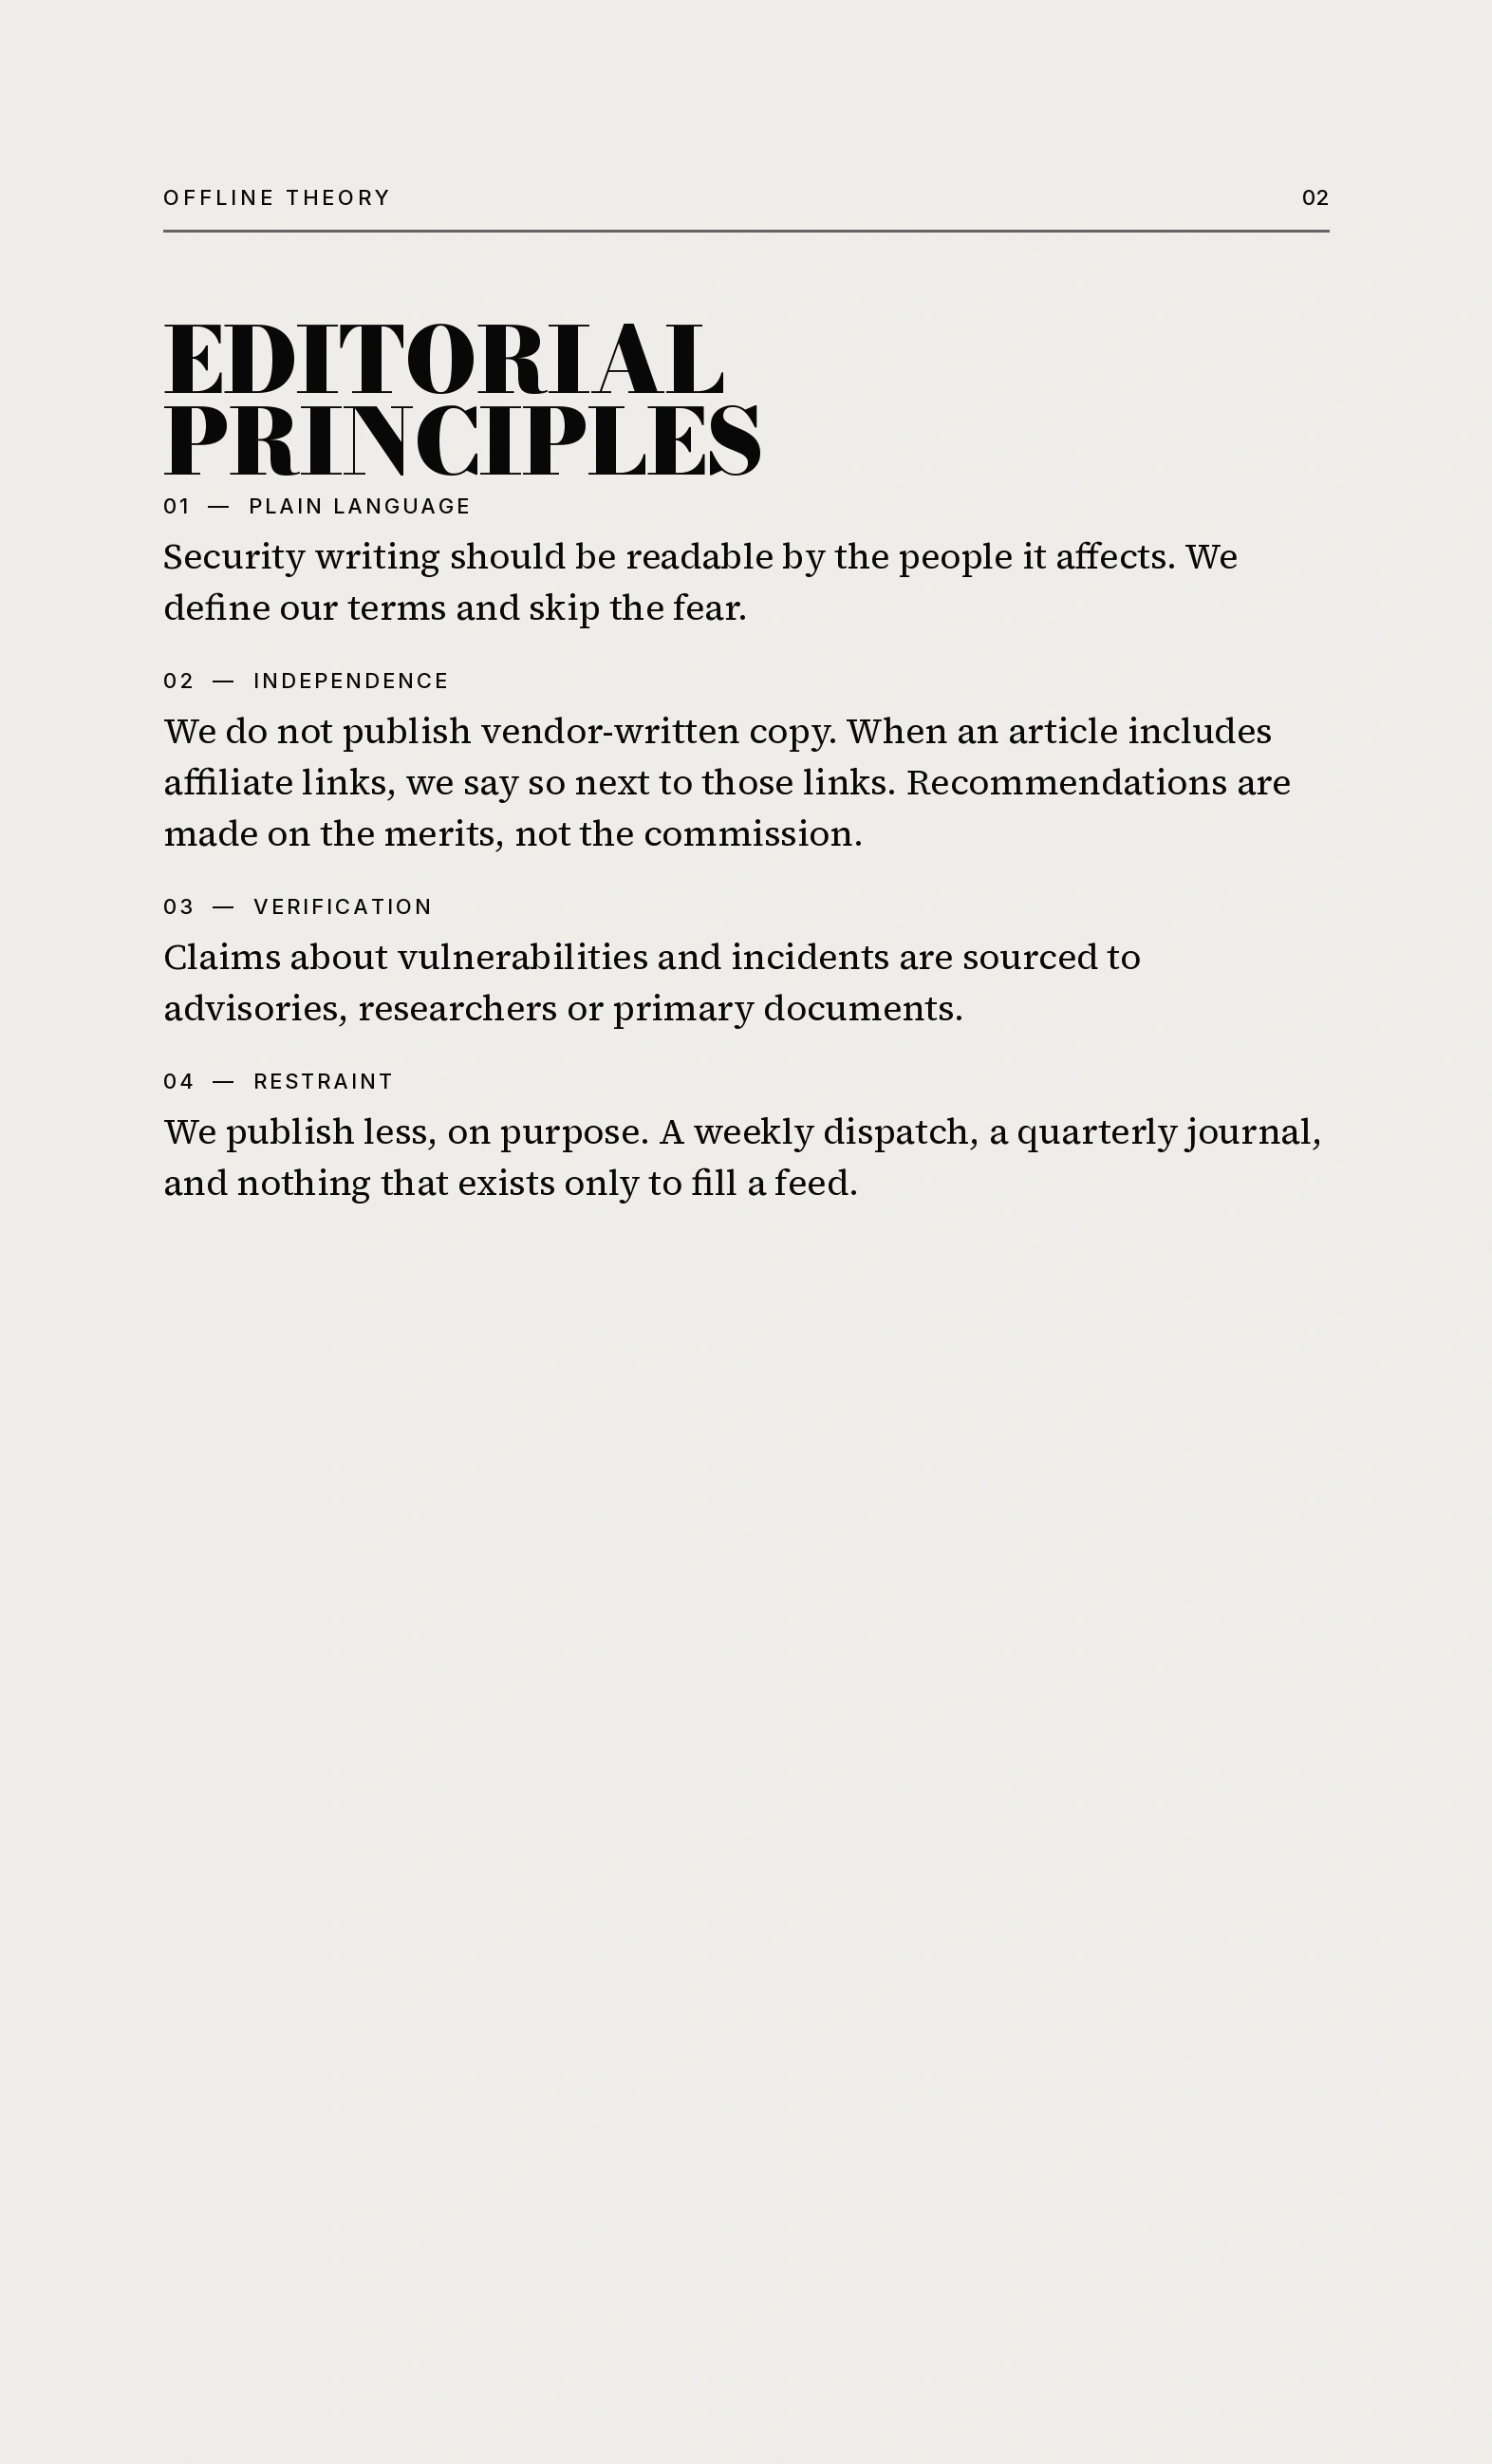 OFFLINE THEORY 02
EDITORIAL
PRINCIPLES
01 — PLAIN LANGUAGE
Security writing should be readable by the people it affects. We
define our terms and skip the fear.
02 — INDEPENDENCE
We do not publish vendor-written copy. When an article includes
affiliate links, we say so next to those links. Recommendations are
made on the merits, not the commission.
03 — VERIFICATION
Claims about vulnerabilities and incidents are sourced to
advisories, researchers or primary documents.
04 — RESTRAINT
We publish less, on purpose. A weekly dispatch, a quarterly journal,
and nothing that exists only to fill a feed.